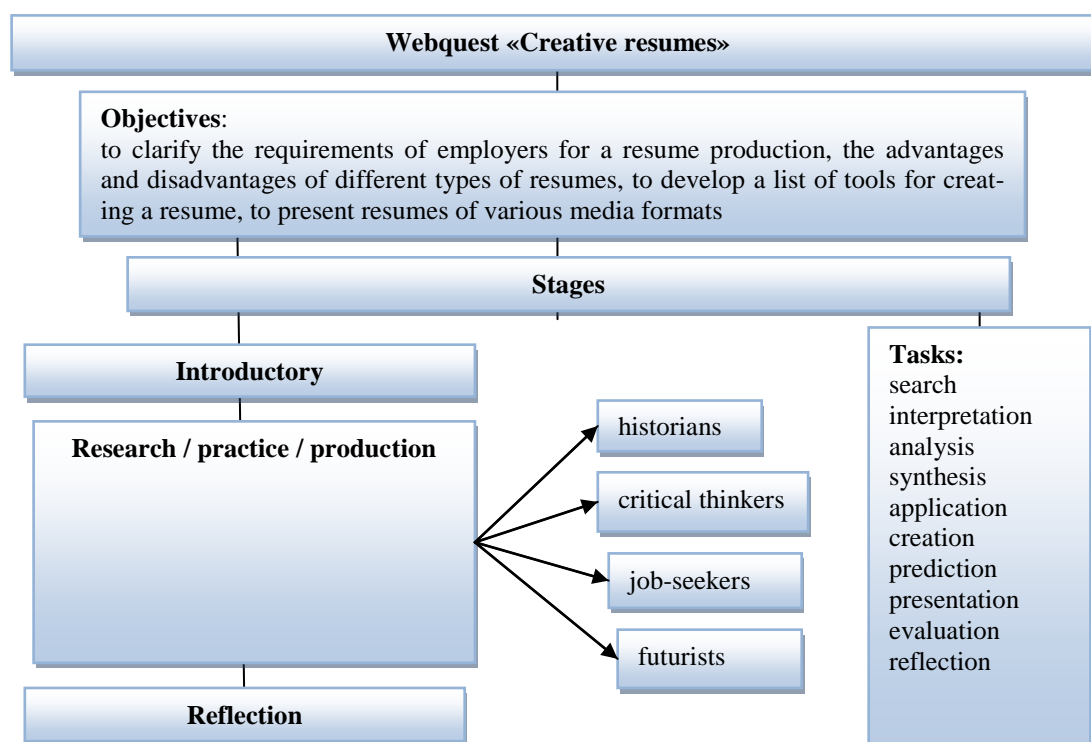 Webquest «Creative resumes»
Objectives:
to clarify the requirements of employers for a resume production, the advantages
and disadvantages of different types of resumes, to develop a list of tools for creat-
ing a resume, to present resumes of various media formats
Stages
Introductory
Research / practice / production
historians
critical thinkers
job-seekers
futurists
Reflection
Tasks:
search
interpretation
analysis
synthesis
application
creation
prediction
presentation
evaluation
reflection